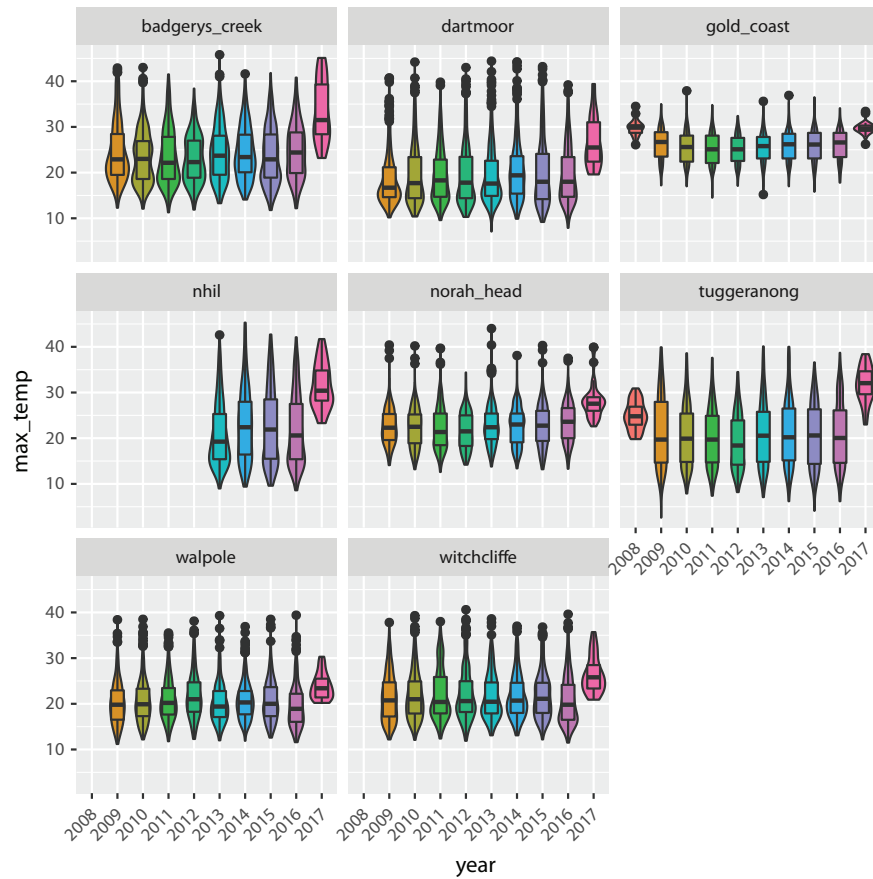 badgerys_creek dartmoor gold_coast
40
30
20
10
nhil norah_head tuggeranong
40
30
20
10
2008 2009 2010 2011 2012 2013 2014 2015 2016 2017
walpole witchcliffe
40
30
20
10
2008 2009 2010 2011 2012 2013 2014 2015 2016 2017 2008 2009 2010 2011 2012 2013 2014 2015 2016 2017
max_temp
year